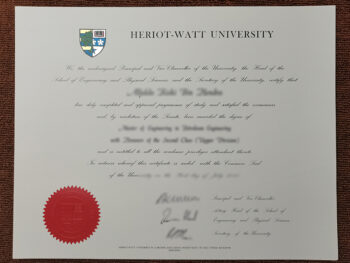 HERIOT-WATT UNIVERSITY
We, the undersigned, Principal and Vice Chancellor of the University, the Head of the
School of Engineering and Physical Sciences and the Secretary of the University, certify that
has duly completed and approved programme of study and satisfied the examiners
and, by resolution of the Senate, been awarded the degree of
Master of Engineering in Petroleum Engineering
with Honours of the Second Class (Upper Division)
and is entitled to all the academic privileges attendant thereto.
In witness whereof this certificate is sealed with the Common Seal
of the University on the
Principal and Vice Chancellor
Acting Head of the School of
Engineering and Physical Sciences
Secretary of the University